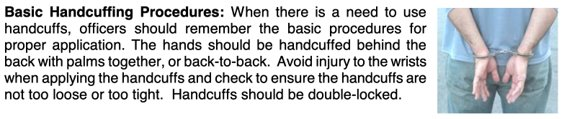 Basic Handcuffing Procedures: When there is a need to use
handcuffs, officers should remember the basic procedures for
proper application. The hands should be handcuffed behind the
back with palms together, or back-to-back. Avoid injury to the wrists
when applying the handcuffs and check to ensure the handcuffs are
not too loose or too tight. Handcuffs should be double-locked.